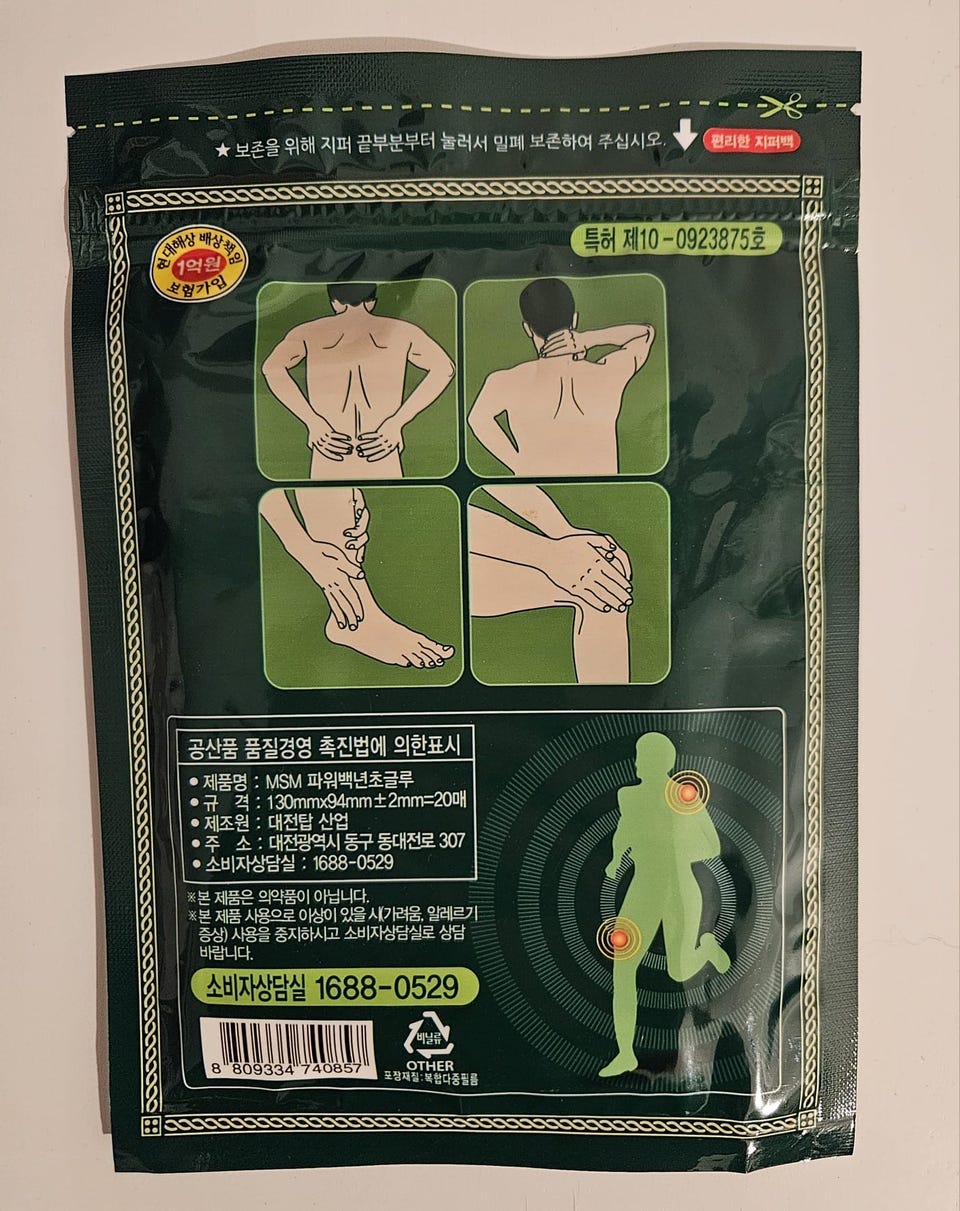 ★ 보존을 위해 지퍼 끝부분부터 눌러서 밀폐 보존하여 주십시오.
편리한 지퍼백
현대해상 배상책임
1억원
보험가입
특허 제10-0923875호
공산품 품질경영 촉진법에 의한표시
• 제품명 : MSM 파워백년초글루
• 규 격 : 130mmx94mm±2mm=20매
• 제조원 : 대전탑 산업
• 주 소 : 대전광역시 동구 동대전로 307
• 소비자상담실 : 1688-0529
※본 제품은 의약품이 아닙니다.
※본 제품 사용으로 이상이 있을 시(가려움, 알레르기
증상) 사용을 중지하시고 소비자상담실로 상담
바랍니다.
소비자상담실 1688-0529
8 809334 740857
비닐류
OTHER
포장재질:복합다중필름